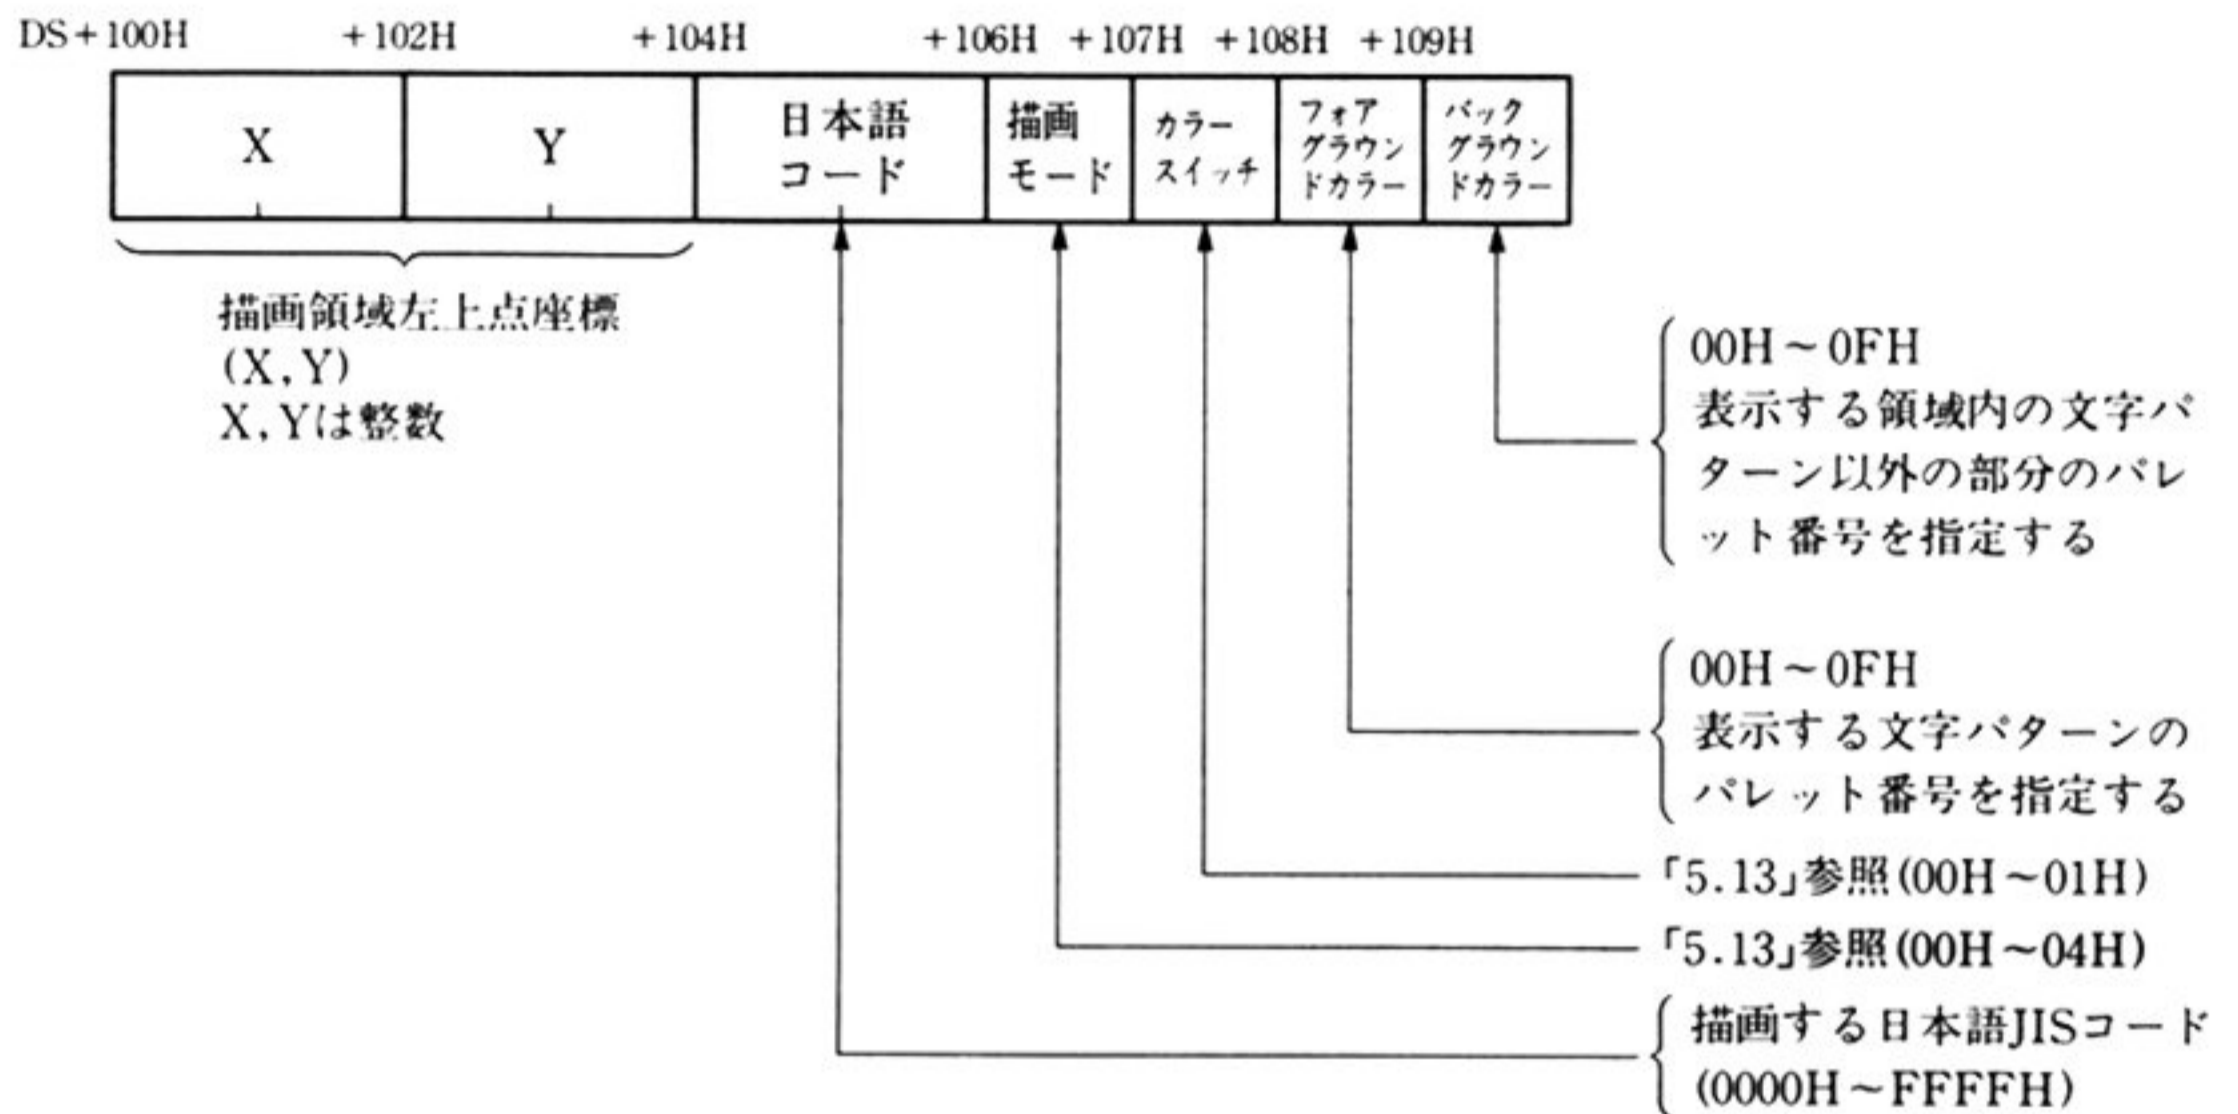 DS+100H +102H +104H +106H +107H +108H +109H
X
Y
日本語
コード
描画
モード
カラー
スイッチ
フォア
グラウン
ドカラー
バック
グラウン
ドカラー
描画領域左上点座標
(X,Y)
X,Yは整数
00H～0FH
表示する領域内の文字パ
ターン以外の部分のパレ
ット番号を指定する
00H～0FH
表示する文字パターンの
パレット番号を指定する
「5.13」参照(00H～01H)
「5.13」参照(00H～04H)
描画する日本語JISコード
(0000H～FFFFH)